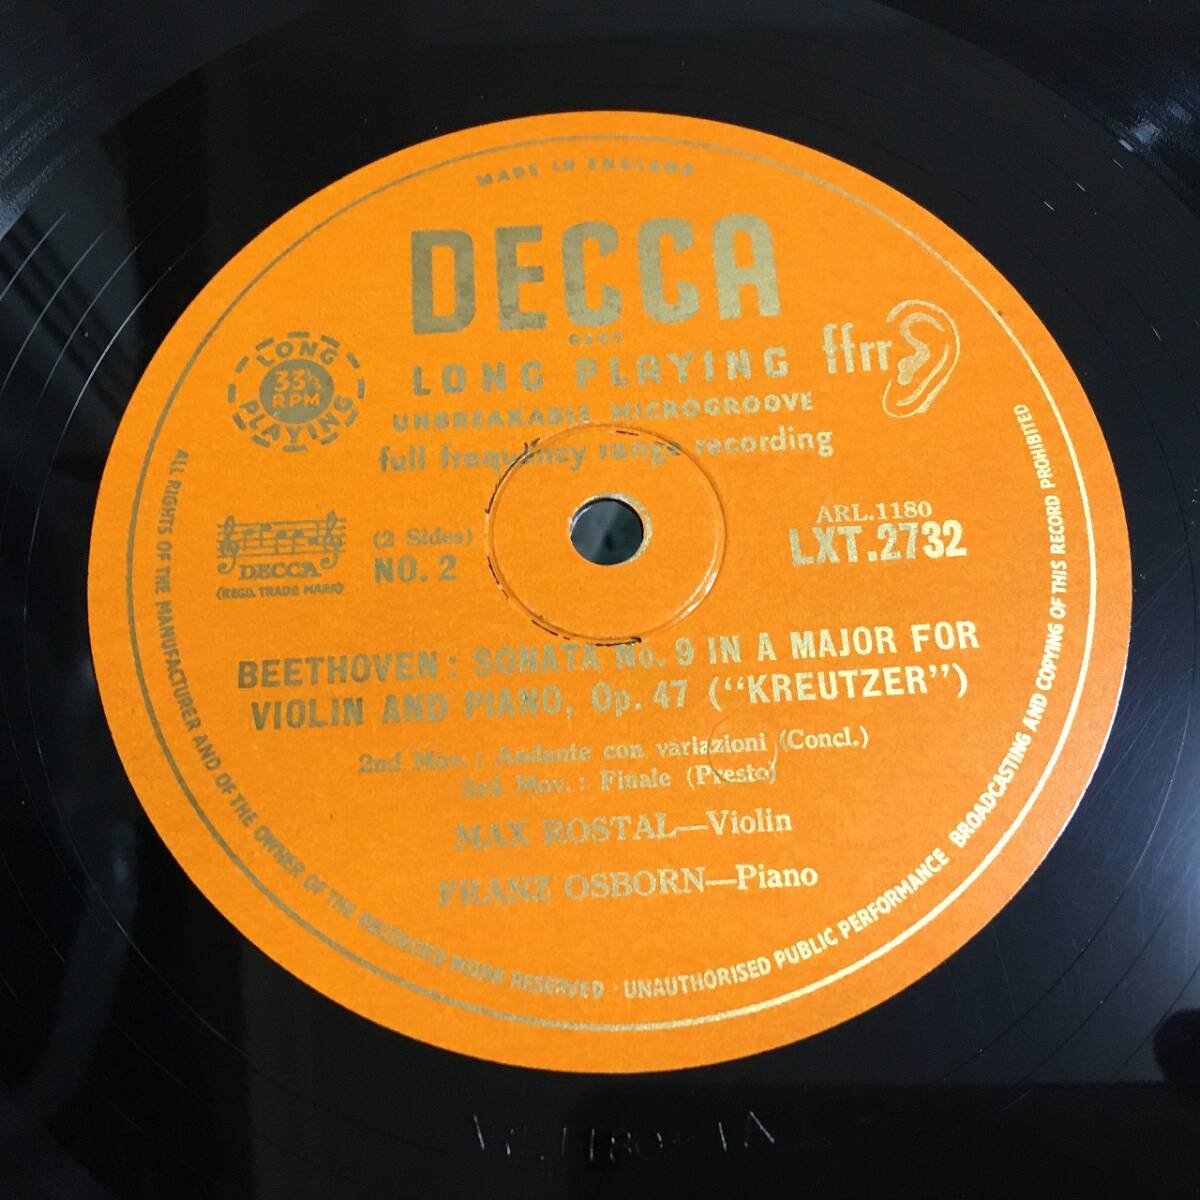 MADE IN ENGLAND
DECCA
REGD
LONG PLAYING
UNBREAKABLE MICROGROOVE
full frequency range recording
ffrr
LONG
33⅓
RPM
PLAYING
DECCA
(REGD. TRADE MARK)
(2 Sides)
NO. 2
ARL.1180
LXT.2732
BEETHOVEN: SONATA No. 9 IN A MAJOR FOR
VIOLIN AND PIANO, Op. 47 ("KREUTZER")
2nd Mov.: Andante con variazioni (Concl.)
3rd Mov.: Finale (Presto)
MAX ROSTAL—Violin
FRANZ OSBORN—Piano
ALL RIGHTS OF THE MANUFACTURER AND OF THE OWNER OF THE RECORDED WORK RESERVED · UNAUTHORISED PUBLIC PERFORMANCE BROADCASTING AND COPYING OF THIS RECORD PROHIBITED